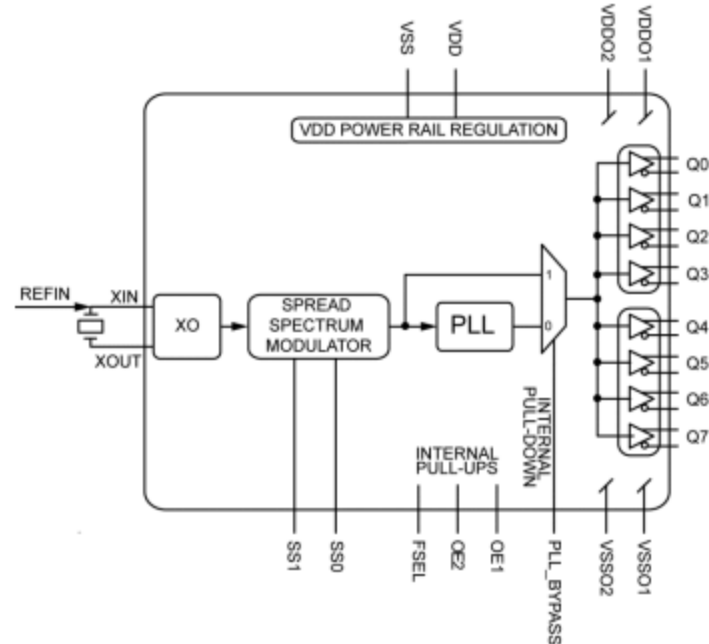 VSS
VDD
VDDO2
VDDO1
VDD POWER RAIL REGULATION
Q0
Q1
Q2
Q3
REFIN
XIN
XOUT
XO
SPREAD
SPECTRUM
MODULATOR
PLL
1
0
Q4
Q5
Q6
Q7
INTERNAL
PULL-UPS
INTERNAL
PULL-DOWN
SS1
SS0
FSEL
OE2
OE1
PLL_BYPASS
VSSO2
VSSO1